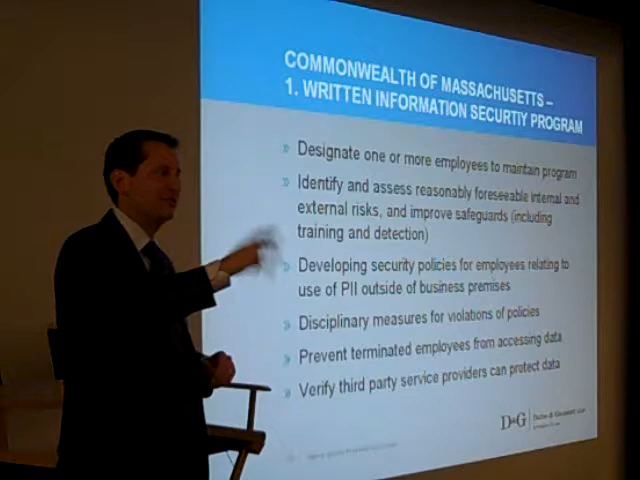 COMMONWEALTH OF MASSACHUSETTS –
1. WRITTEN INFORMATION SECURTIY PROGRAM
» Designate one or more employees to maintain program
» Identify and assess reasonably foreseeable internal and
external risks, and improve safeguards (including
training and detection)
» Developing security policies for employees relating to
use of PII outside of business premises
» Disciplinary measures for violations of policies
» Prevent terminated employees from accessing data
» Verify third party service providers can protect data
D&G